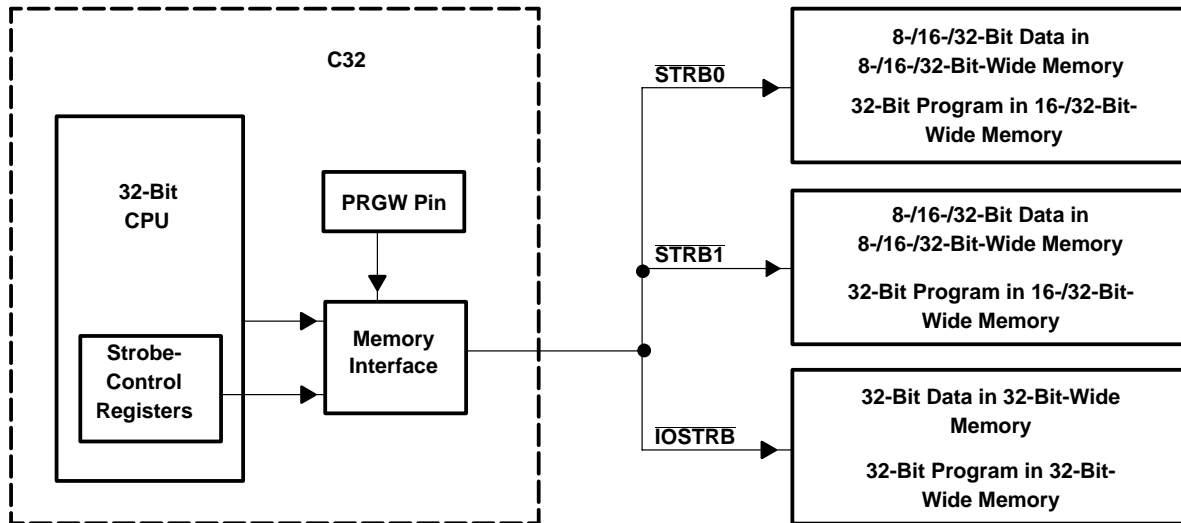 C32
32-Bit
CPU
Strobe-
Control
Registers
PRGW Pin
Memory
Interface
STRB0
8-/16-/32-Bit Data in
8-/16-/32-Bit-Wide Memory
32-Bit Program in 16-/32-Bit-
Wide Memory
STRB1
8-/16-/32-Bit Data in
8-/16-/32-Bit-Wide Memory
32-Bit Program in 16-/32-Bit-
Wide Memory
IOSTRB
32-Bit Data in 32-Bit-Wide
Memory
32-Bit Program in 32-Bit-
Wide Memory